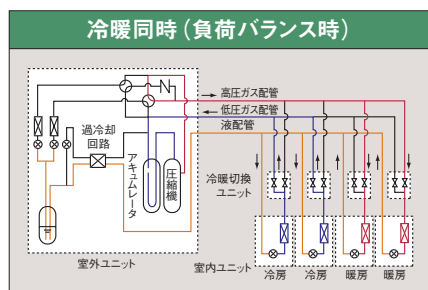 冷暖同時（負荷バランス時）
高圧ガス配管
低圧ガス配管
液配管
過冷却
回路
アキュムレータ
圧縮機
冷暖切換
ユニット
室外ユニット
室内ユニット
冷房
冷房
暖房
暖房